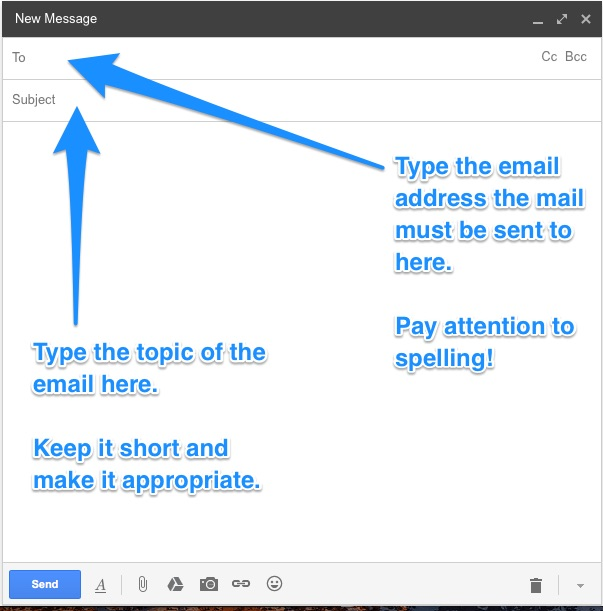 New Message
To
Cc Bcc
Subject
Type the email
address the mail
must be sent to
here.
Pay attention to
spelling!
Type the topic of the
email here.
Keep it short and
make it appropriate.
Send
A